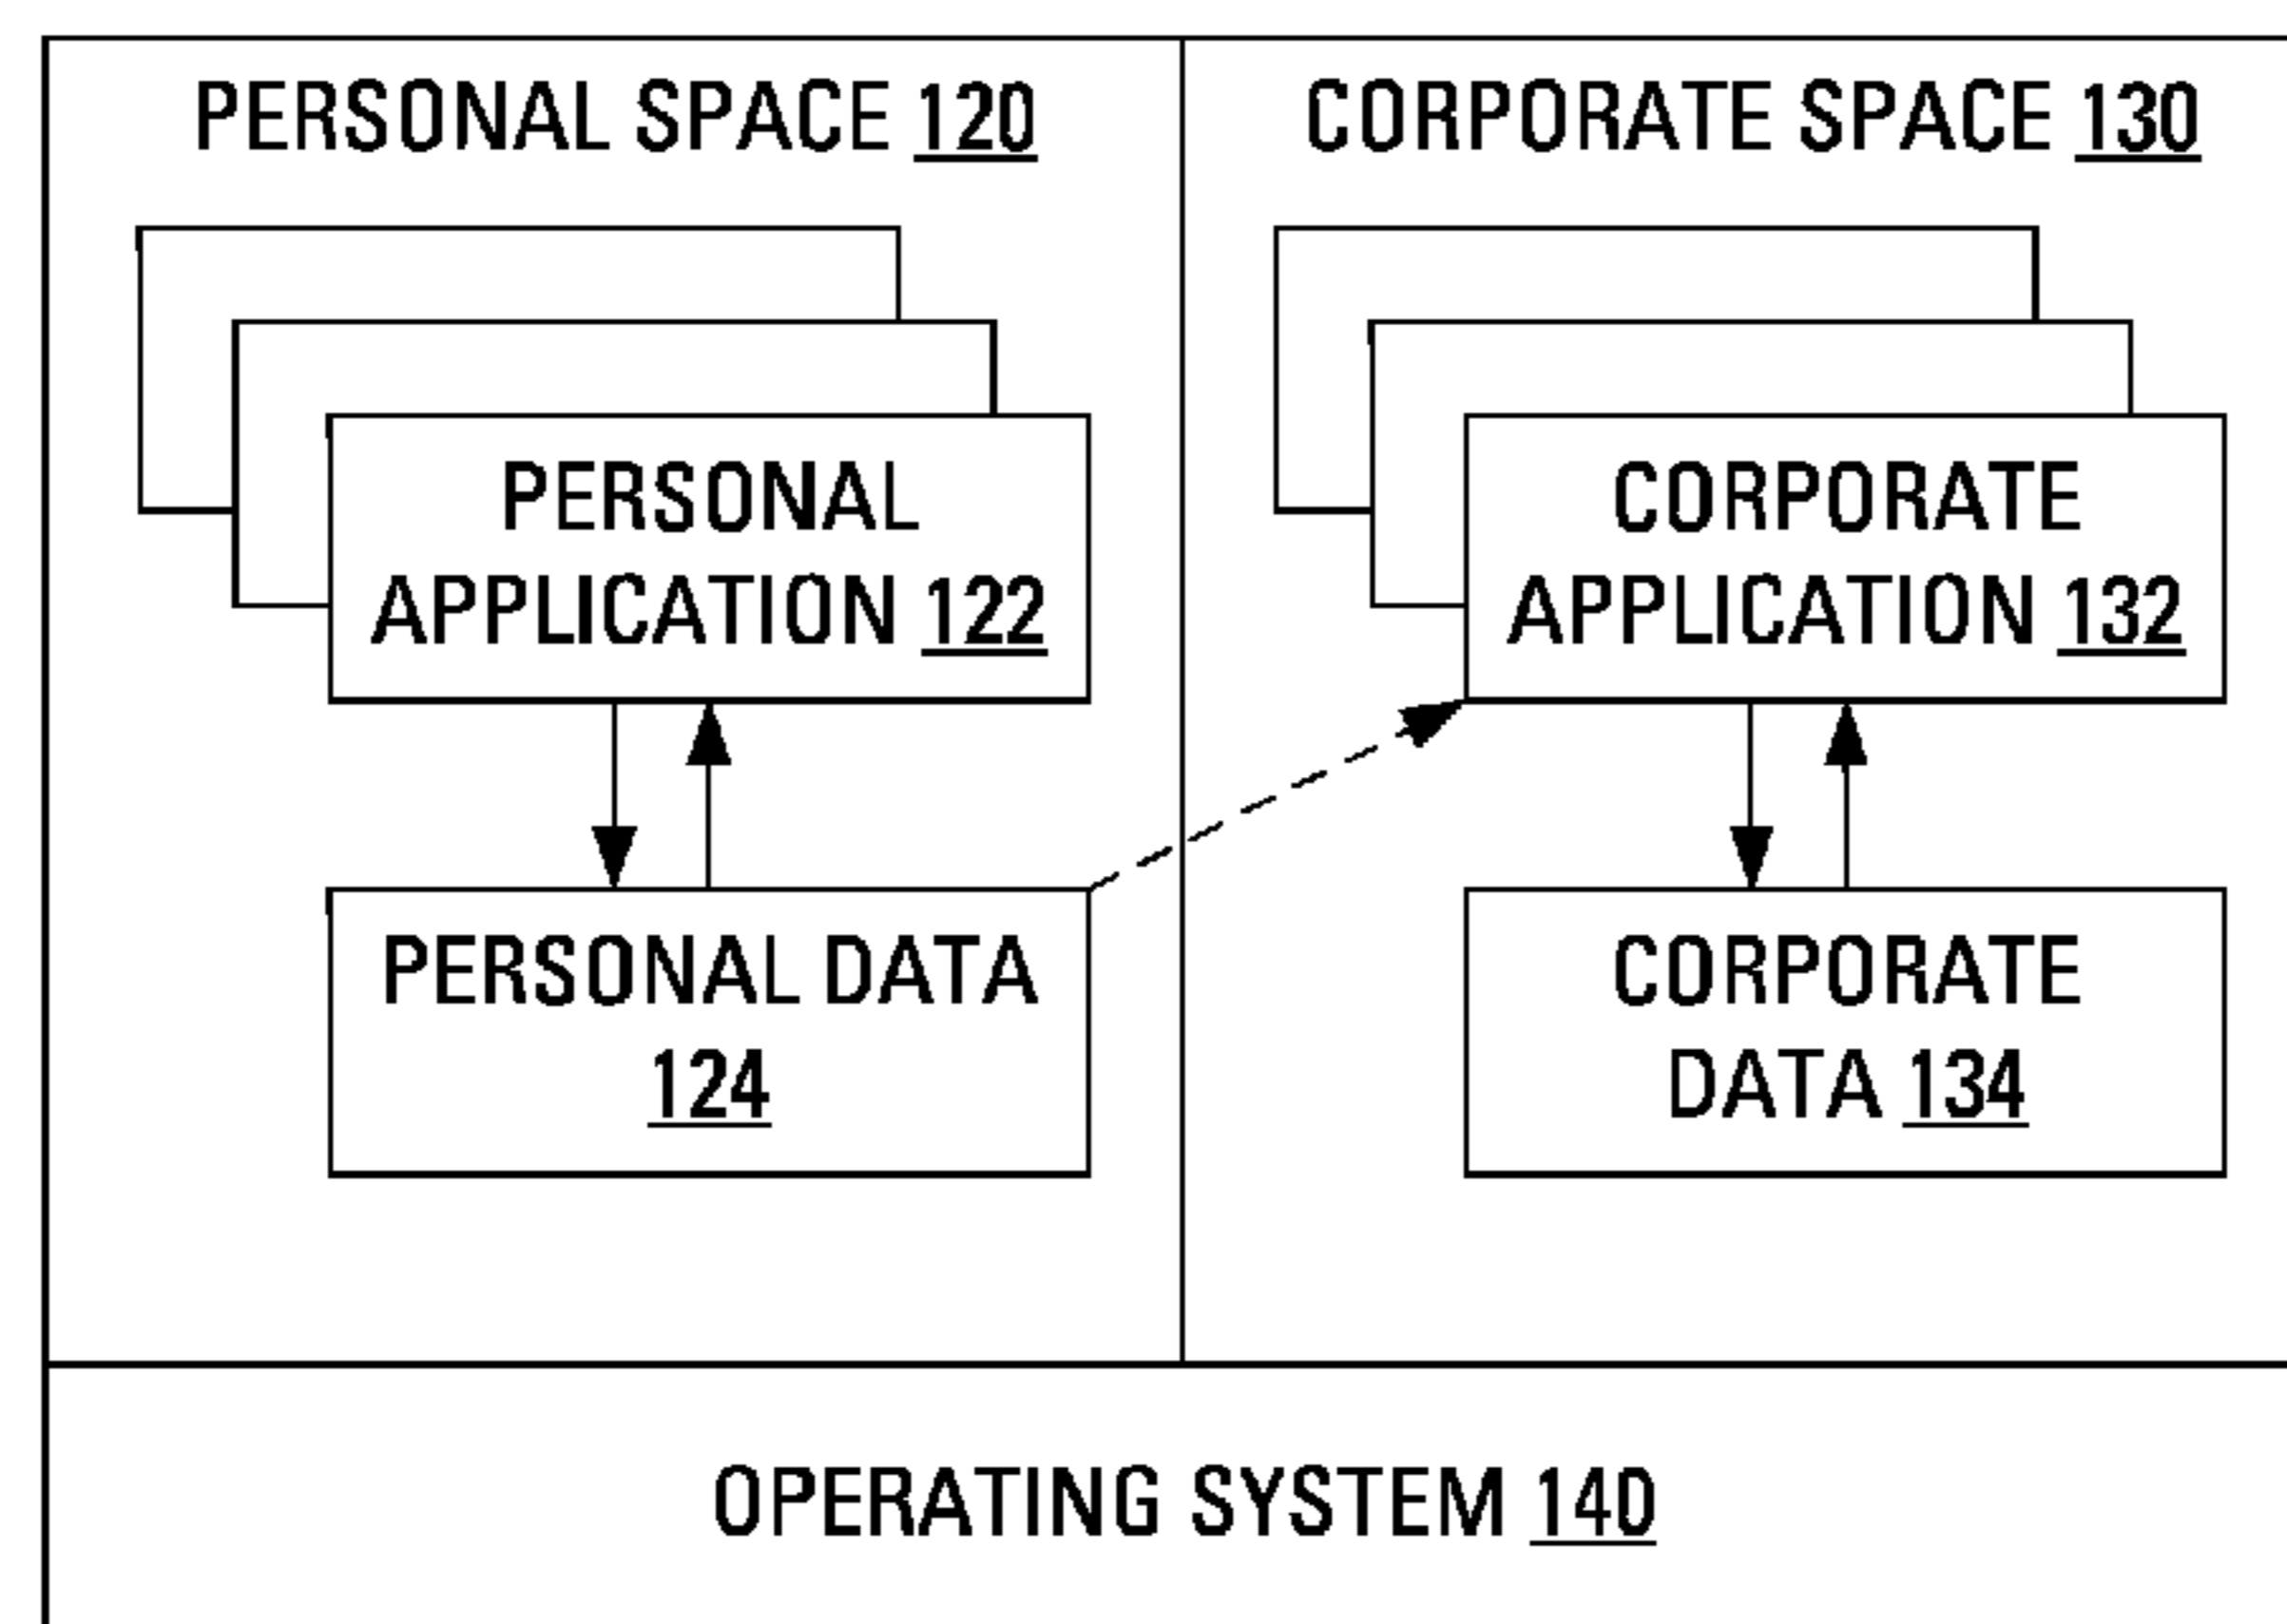 PERSONAL SPACE 120
CORPORATE SPACE 130
PERSONAL
APPLICATION 122
CORPORATE
APPLICATION 132
PERSONAL DATA
124
CORPORATE
DATA 134
OPERATING SYSTEM 140